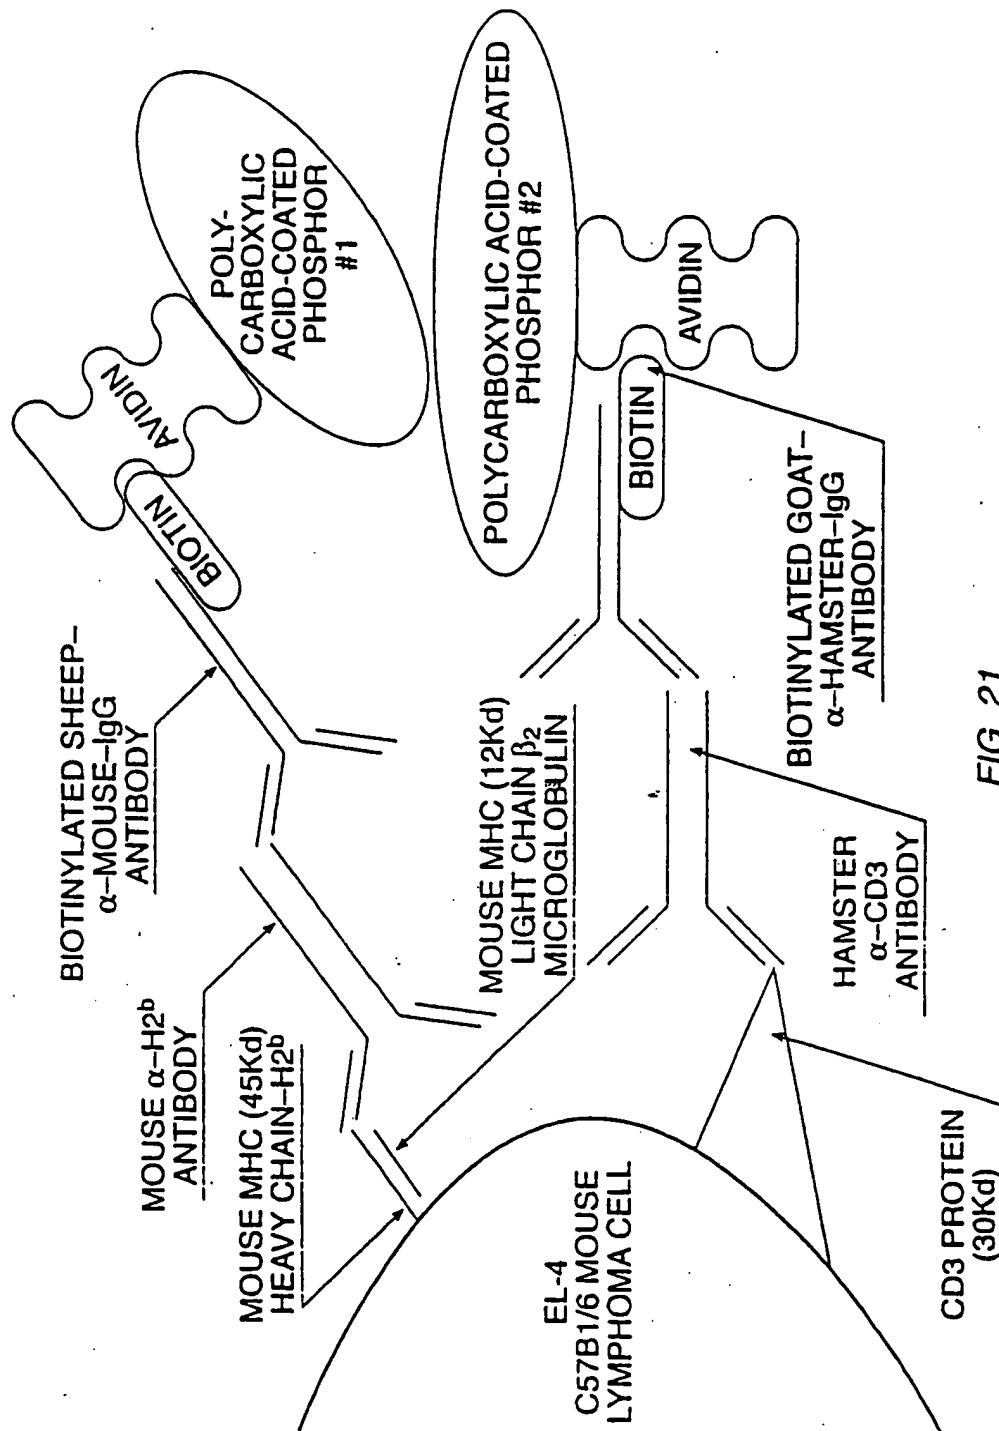 BIOTINYLATED SHEEP–
α–MOUSE–IgG
ANTIBODY
MOUSE α–H2ᵇ
ANTIBODY
MOUSE MHC (45Kd)
HEAVY CHAIN–H2ᵇ
BIOTIN
AVIDIN
POLY-
CARBOXYLIC
ACID-COATED
PHOSPHOR
#1
POLYCARBOXYLIC ACID-COATED
PHOSPHOR #2
MOUSE MHC (12Kd)
LIGHT CHAIN β₂
MICROGLOBULIN
BIOTIN
AVIDIN
EL-4
C57B1/6 MOUSE
LYMPHOMA CELL
CD3 PROTEIN
(30Kd)
HAMSTER
α–CD3
ANTIBODY
BIOTINYLATED GOAT–
α–HAMSTER–IgG
ANTIBODY
FIG. 21